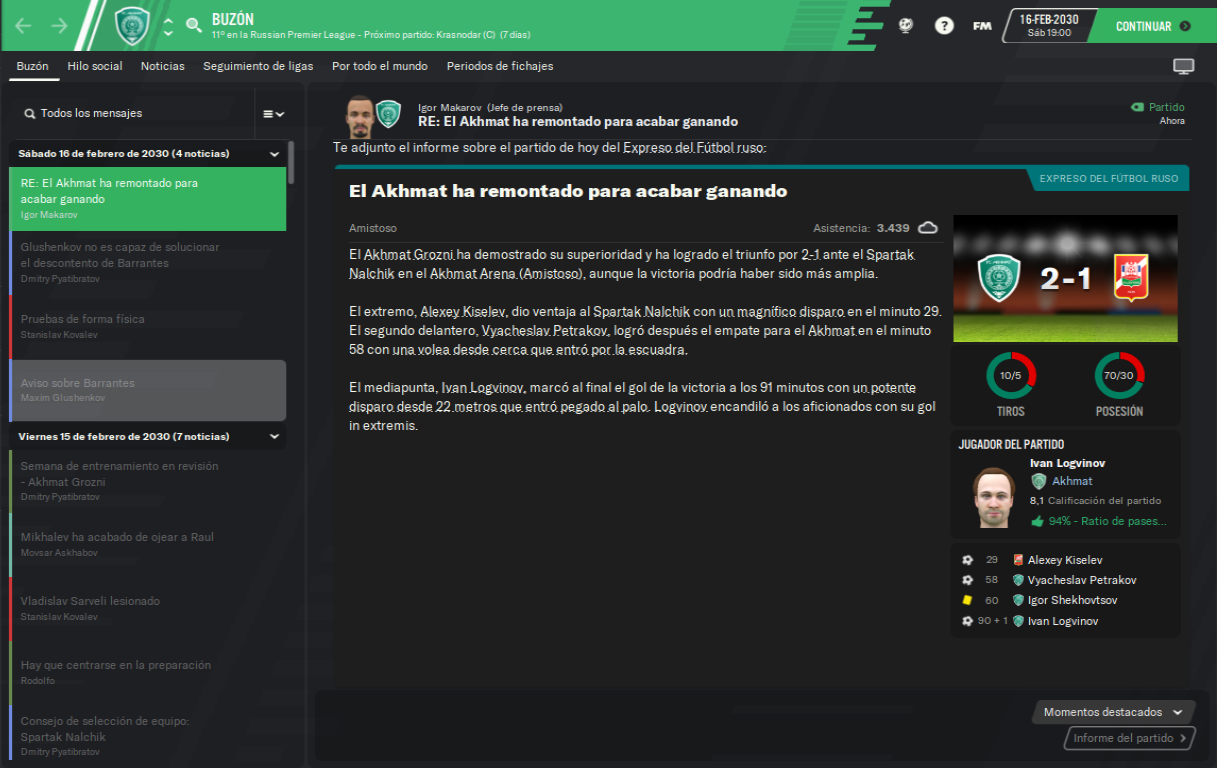 BUZÓN
11º en la Russian Premier League - Próximo partido: Krasnodar (C) (7 días)
?
FM
16-FEB-2030
Sáb 19:00
CONTINUAR
Buzón
Hilo social
Noticias
Seguimiento de ligas
Por todo el mundo
Periodos de fichajes
Todos los mensajes
Sábado 16 de febrero de 2030 (4 noticias)
RE: El Akhmat ha remontado para
acabar ganando
Igor Makarov
Glushenkov no es capaz de solucionar
el descontento de Barrantes
Dmitry Pyatibratov
Pruebas de forma física
Stanislav Kovalev
Aviso sobre Barrantes
Maxim Glushenkov
Viernes 15 de febrero de 2030 (7 noticias)
Semana de entrenamiento en revisión
- Akhmat Grozni
Dmitry Pyatibratov
Mikhalev ha acabado de ojear a Raul
Movsar Askhabov
Vladislav Sarveli lesionado
Stanislav Kovalev
Hay que centrarse en la preparación
Rodolfo
Consejo de selección de equipo:
Spartak Nalchik
Dmitry Pyatibratov
Igor Makarov (Jefe de prensa)
RE: El Akhmat ha remontado para acabar ganando
Partido
Ahora
Te adjunto el informe sobre el partido de hoy del Expreso del Fútbol ruso:
EXPRESO DEL FÚTBOL RUSO
El Akhmat ha remontado para acabar ganando
Amistoso
Asistencia: 3.439
El Akhmat Grozni ha demostrado su superioridad y ha logrado el triunfo por 2-1 ante el Spartak
Nalchik en el Akhmat Arena (Amistoso), aunque la victoria podría haber sido más amplia.
El extremo, Alexey Kiselev, dio ventaja al Spartak Nalchik con un magnífico disparo en el minuto 29.
El segundo delantero, Vyacheslav Petrakov, logró después el empate para el Akhmat en el minuto
58 con una volea desde cerca que entró por la escuadra.
El mediapunta, Ivan Logvinov, marcó al final el gol de la victoria a los 91 minutos con un potente
disparo desde 22 metros que entró pegado al palo. Logvinov encandiló a los aficionados con su gol
in extremis.
2-1
10/5
TIROS
70/30
POSESIÓN
JUGADOR DEL PARTIDO
Ivan Logvinov
Akhmat
8,1 Calificación del partido
94% - Ratio de pases...
29 Alexey Kiselev
58 Vyacheslav Petrakov
60 Igor Shekhovtsov
90 + 1 Ivan Logvinov
Momentos destacados
Informe del partido